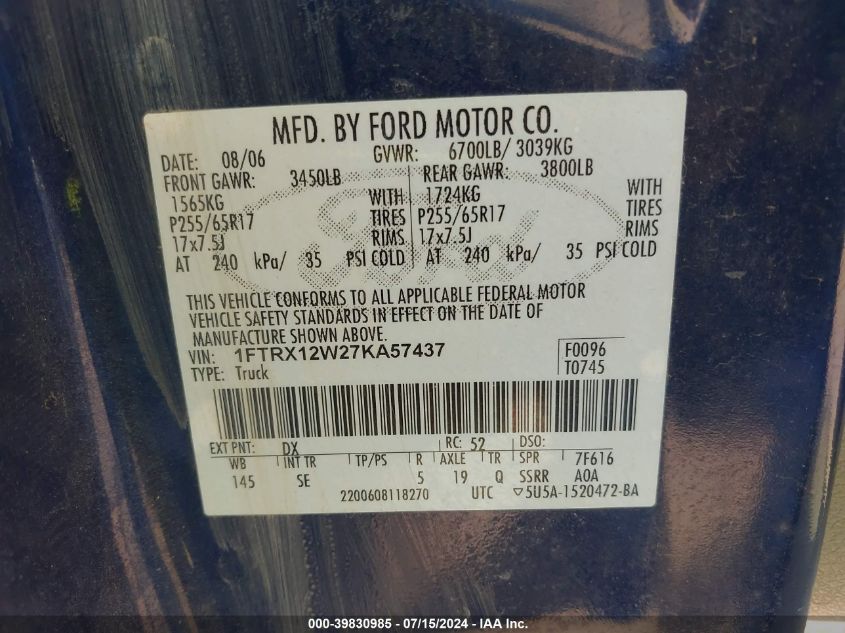 MFD. BY FORD MOTOR CO.
DATE: 08/06 GVWR: 6700LB/ 3039KG
FRONT GAWR: 3450LB REAR GAWR: 3800LB
1565KG WITH 1724KG WITH
P255/65R17 TIRES P255/65R17 TIRES
17x7.5J RIMS 17x7.5J RIMS
AT 240 kPa/ 35 PSI COLD AT 240 kPa/ 35 PSI COLD
THIS VEHICLE CONFORMS TO ALL APPLICABLE FEDERAL MOTOR
VEHICLE SAFETY STANDARDS IN EFFECT ON THE DATE OF
MANUFACTURE SHOWN ABOVE.
VIN: 1FTRX12W27KA57437 F0096
TYPE: Truck T0745
EXT PNT: DX RC: 52 DSO:
WB INT TR TP/PS R AXLE TR SPR 7F616
145 SE 5 19 Q SSRR A0A
2200608118270 UTC ▽5U5A-1520472-BA
000-39830985 - 07/15/2024 - IAA Inc.